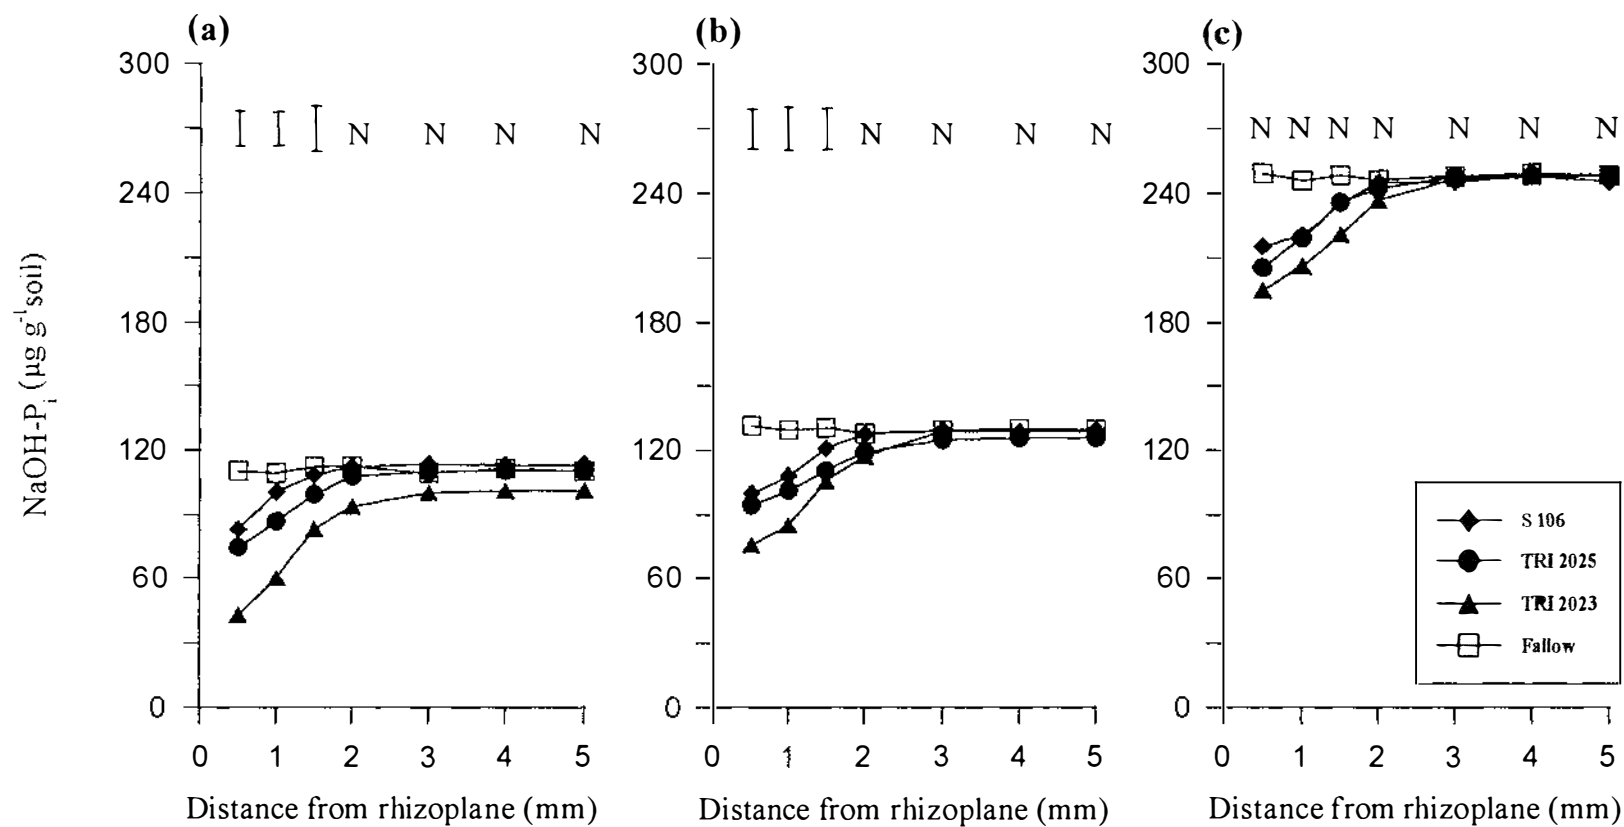 (a) (b) (c)
300 300 300
N N N N N N N N N N N N N N N
240 240 240
180 180 180
NaOH-Pi (µg g-1soil)
120 120 120
S 106
TRI 2025
60 60 60
TRI 2023
Fallow
0 0 0
0 1 2 3 4 5 0 1 2 3 4 5 0 1 2 3 4 5
Distance from rhizoplane (mm) Distance from rhizoplane (mm) Distance from rhizoplane (mm)